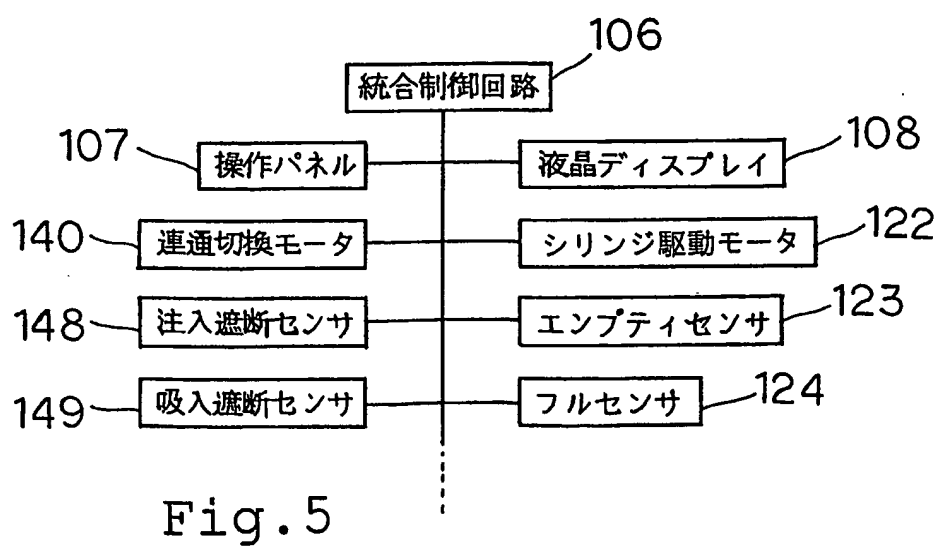 106
統合制御回路
107
操作パネル
液晶ディスプレイ
108
140
連通切換モータ
シリンジ駆動モータ
122
148
注入遮断センサ
エンプティセンサ
123
149
吸入遮断センサ
フルセンサ
124
Fig.5